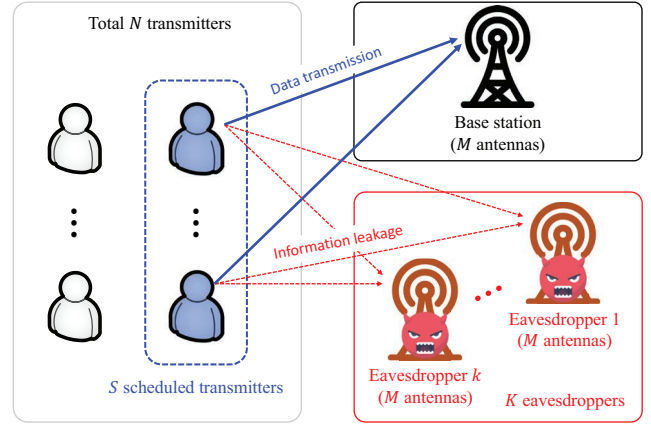 Total N transmitters
Data transmission
Base station
(M antennas)
Information leakage
Eavesdropper 1
(M antennas)
Eavesdropper k
(M antennas)
S scheduled transmitters
K eavesdroppers